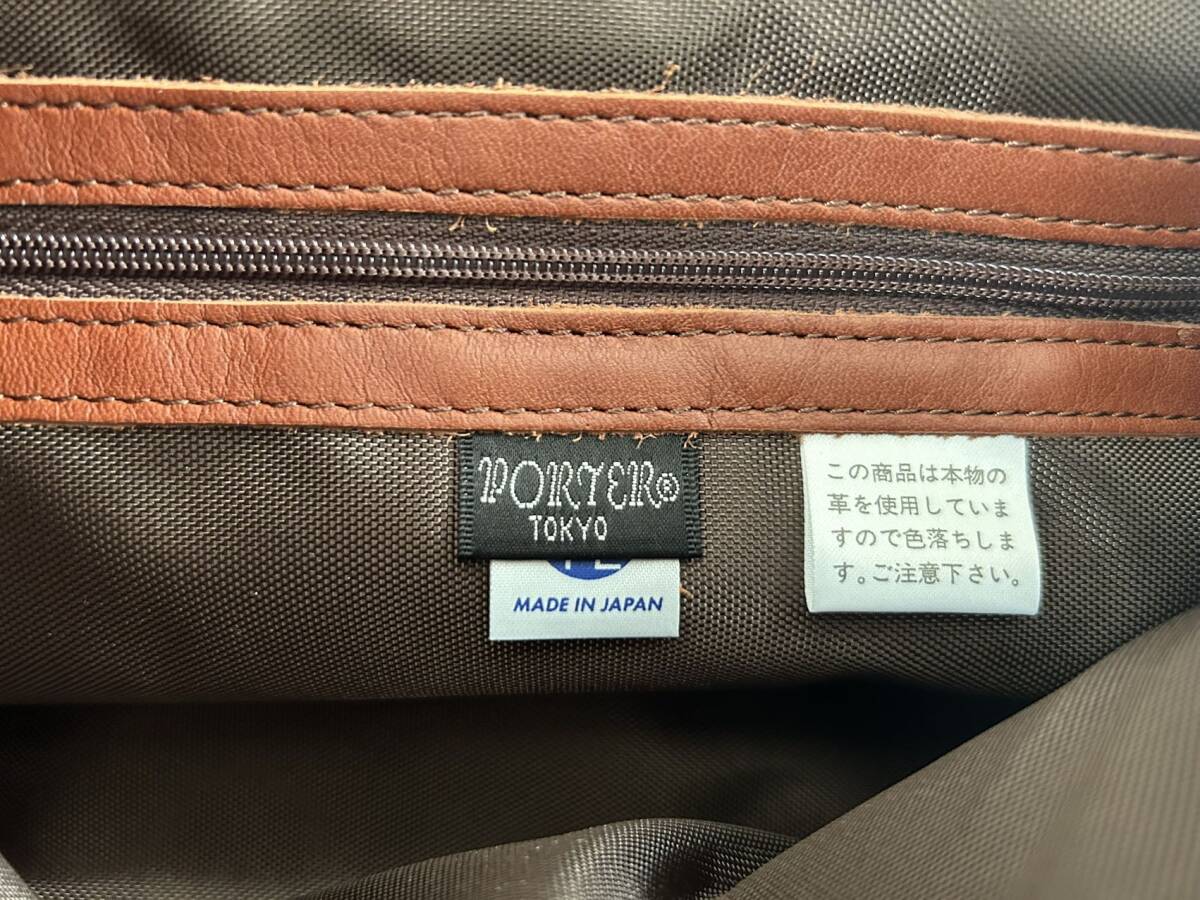 PORTER®
TOKYO
MADE IN JAPAN
この商品は本物の
革を使用していま
すので色落ちしま
す。ご注意下さい。